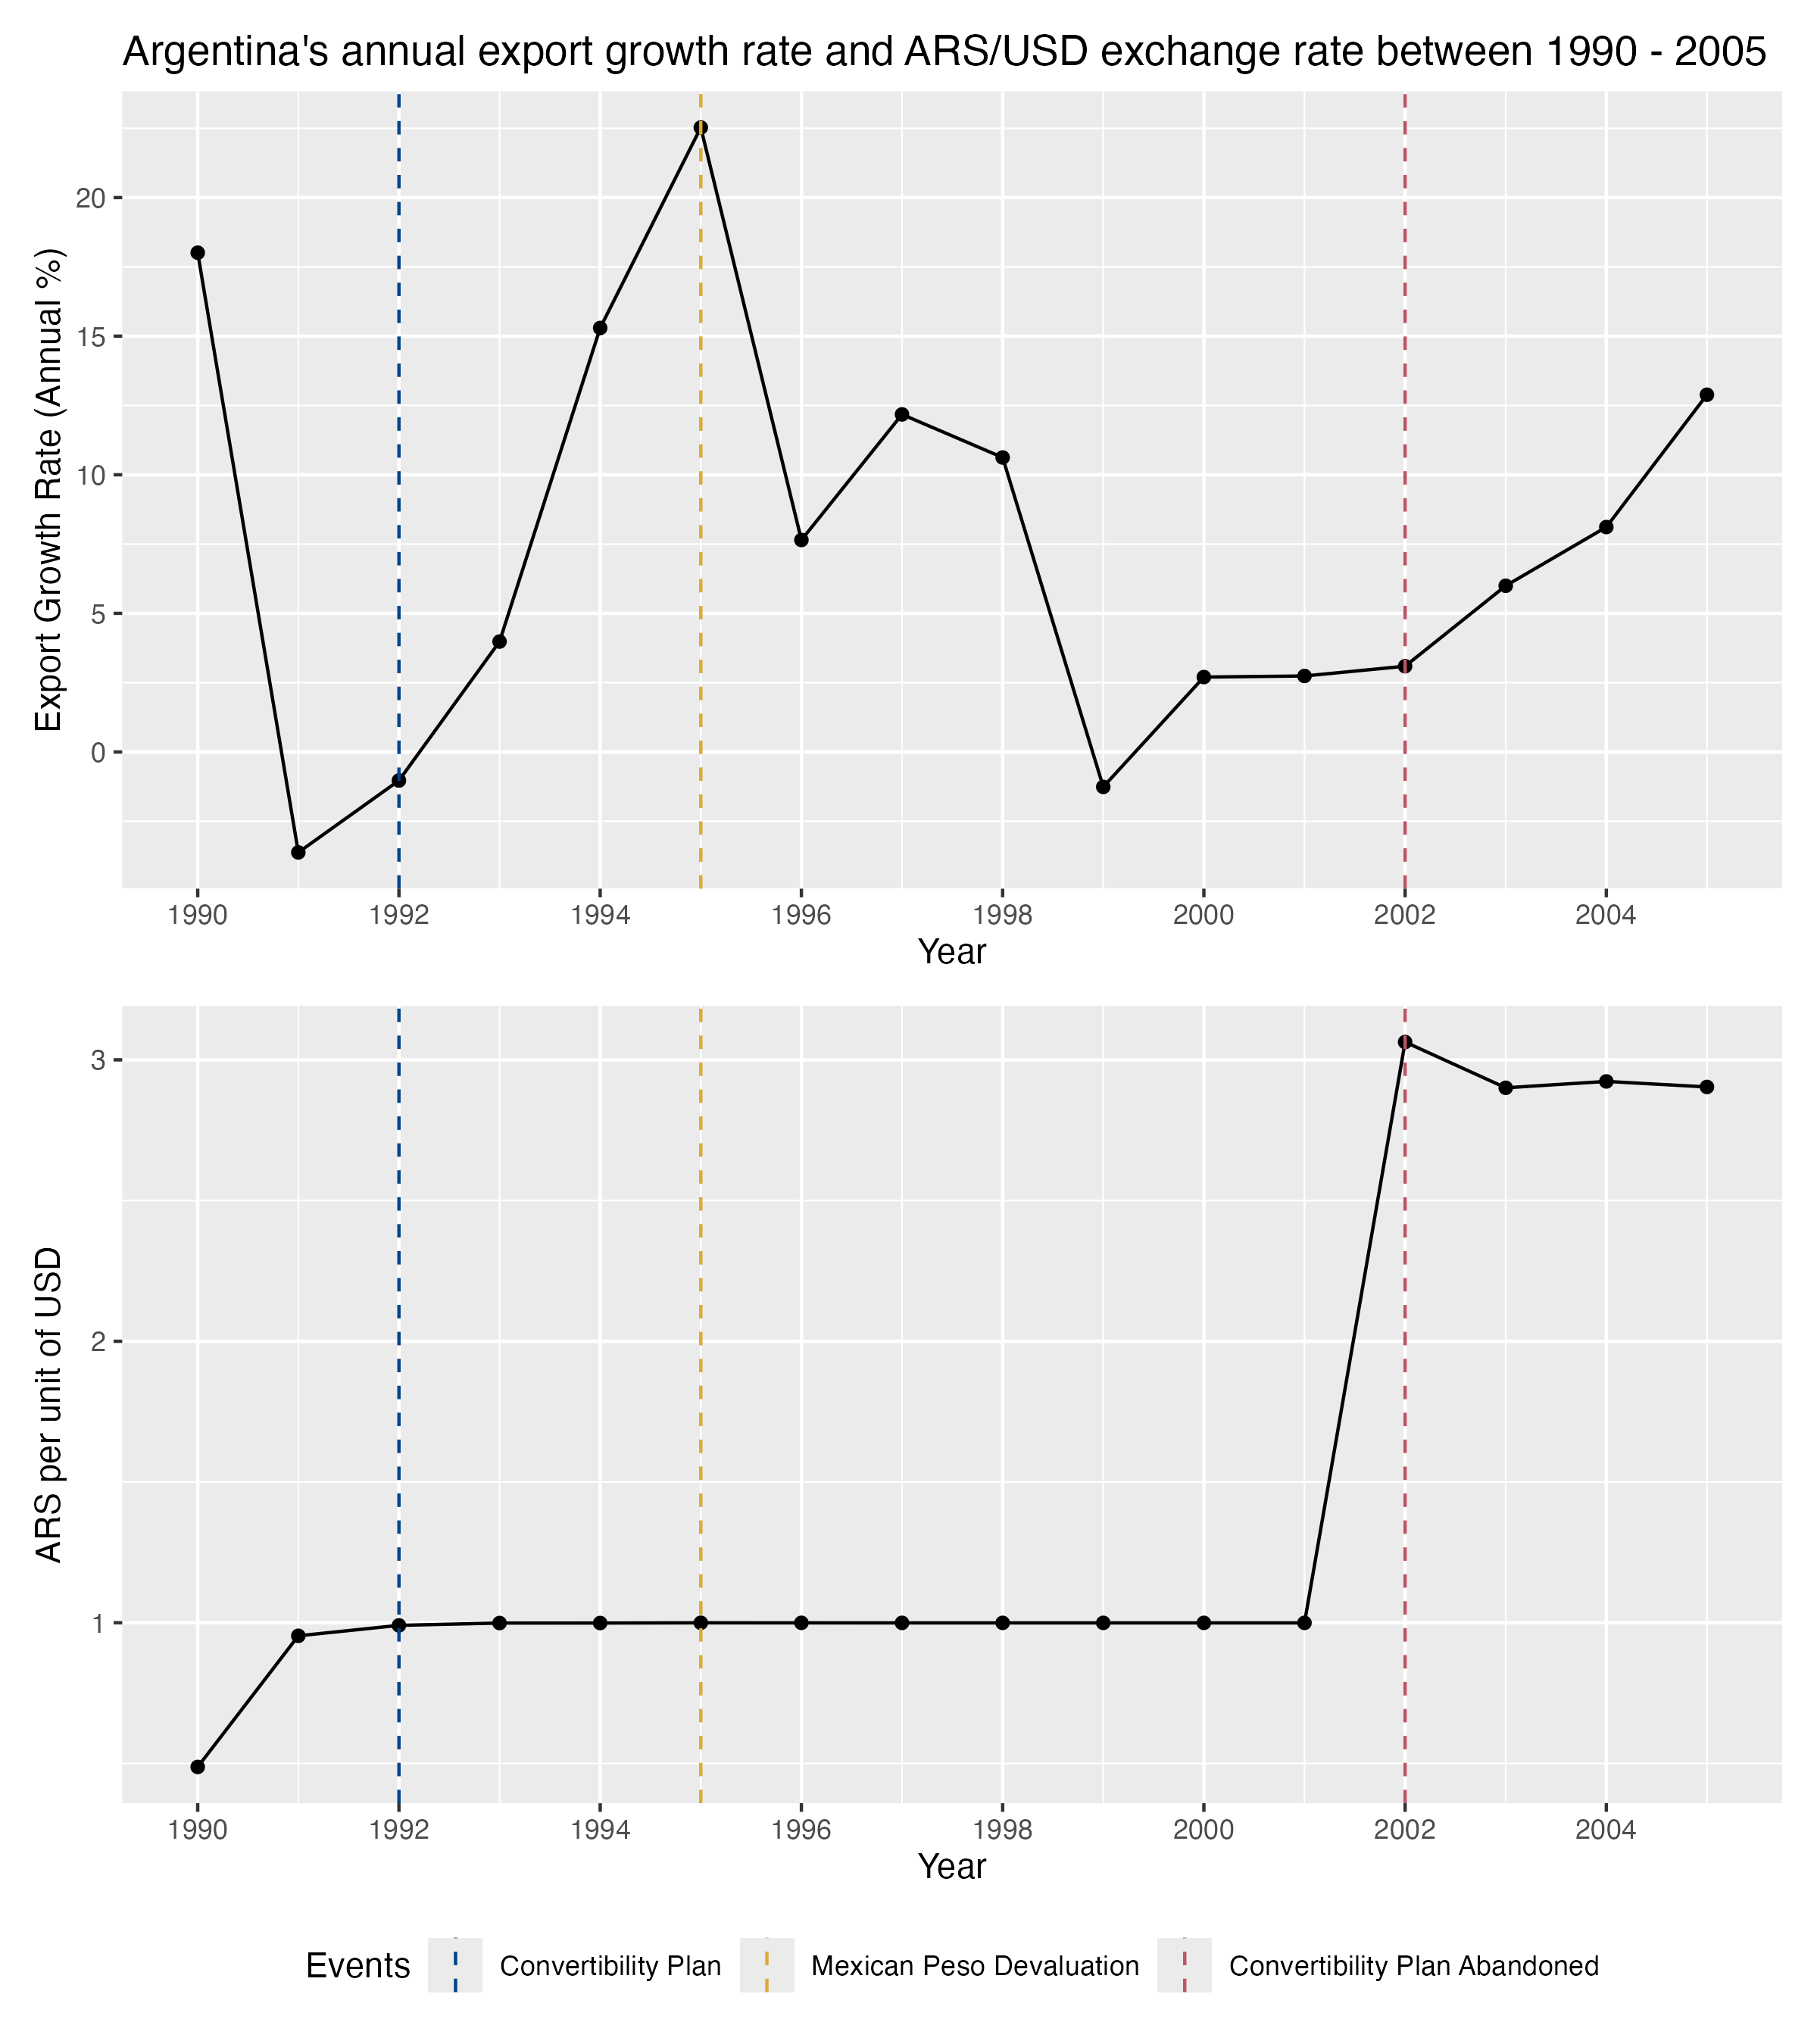 Argentina's annual export growth rate and ARS/USD exchange rate between 1990 - 2005
Export Growth Rate (Annual %)
20
15
10
5
0
1990 1992 1994 1996 1998 2000 2002 2004
Year
ARS per unit of USD
3
2
1
1990 1992 1994 1996 1998 2000 2002 2004
Year
Events Convertibility Plan Mexican Peso Devaluation Convertibility Plan Abandoned